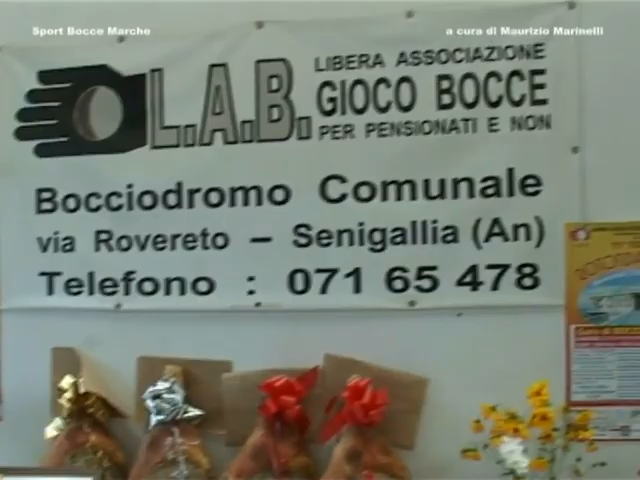 Sport Bocce Marche
a cura di Maurizio Marinelli
L.A.B.
LIBERA ASSOCIAZIONE
GIOCO BOCCE
PER PENSIONATI E NON
Bocciodromo Comunale
via Rovereto – Senigallia (An)
Telefono : 071 65 478